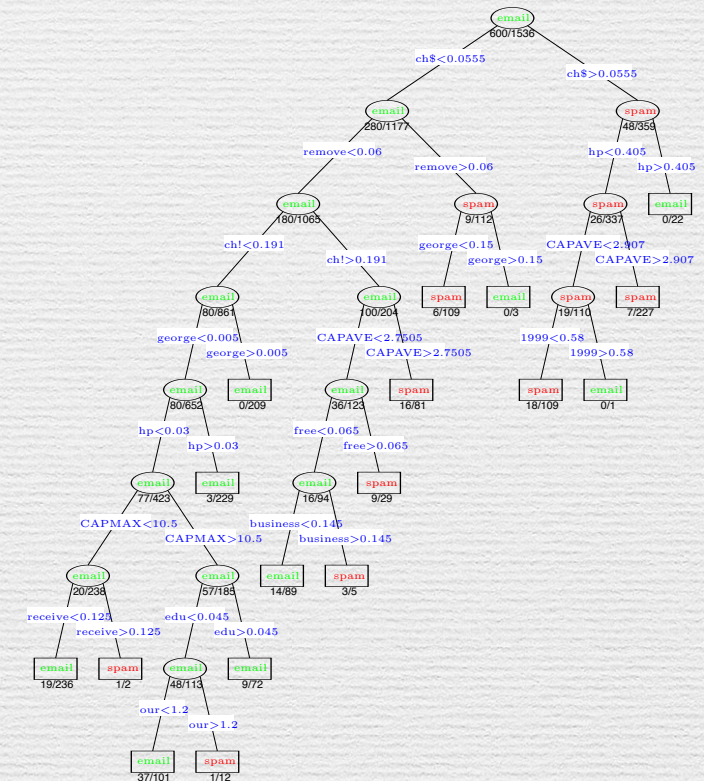 email
600/1536
ch$<0.0555
ch$>0.0555
email
280/1177
spam
48/359
remove<0.06
remove>0.06
hp<0.405
hp>0.405
email
180/1065
spam
9/112
spam
26/337
email
0/22
ch!<0.191
ch!>0.191
george<0.15
george>0.15
CAPAVE<2.907
CAPAVE>2.907
email
80/861
email
100/204
spam
6/109
email
0/3
spam
19/110
spam
7/227
george<0.005
george>0.005
CAPAVE<2.7505
CAPAVE>2.7505
1999<0.58
1999>0.58
email
80/652
email
0/209
email
36/123
spam
16/81
spam
18/109
email
0/1
hp<0.03
hp>0.03
free<0.065
free>0.065
email
77/423
email
3/229
email
16/94
spam
9/29
CAPMAX<10.5
CAPMAX>10.5
business<0.145
business>0.145
email
20/238
email
57/185
email
14/89
spam
3/5
receive<0.125
receive>0.125
edu<0.045
edu>0.045
email
19/236
spam
1/2
email
48/113
email
9/72
our<1.2
our>1.2
email
37/101
spam
1/12